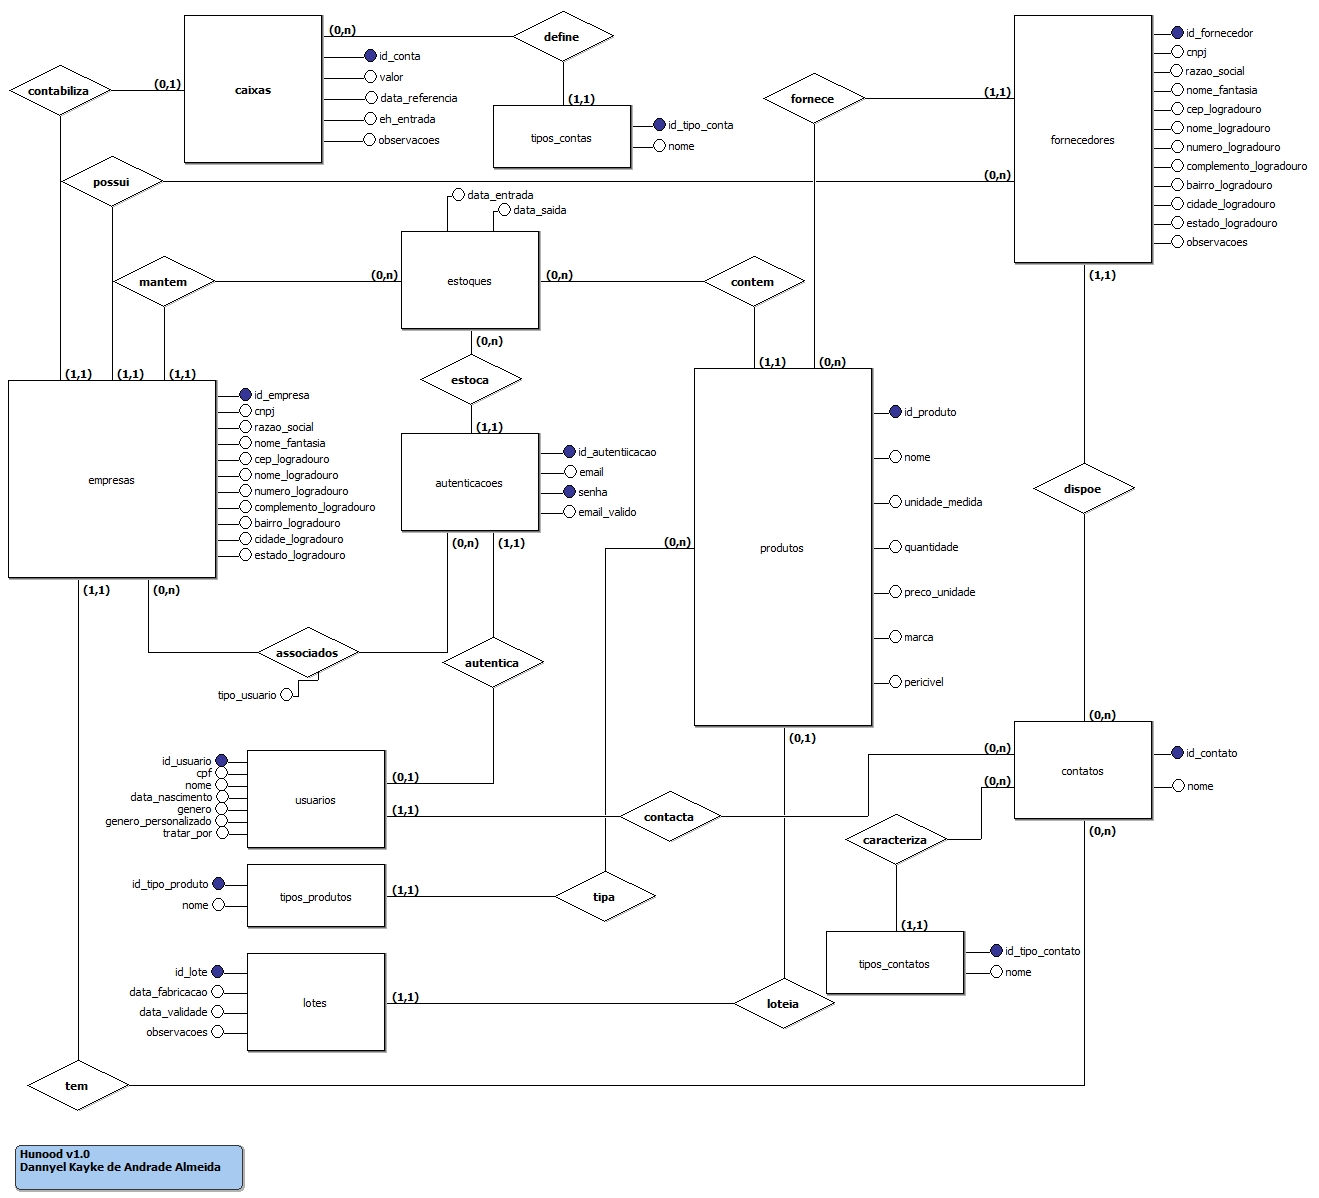 (0,n)
define
id_conta
valor
data_referencia
eh_entrada
observacoes
caixas
(0,1)
contabiliza
(1,1)
tipos_contas
id_tipo_conta
nome
fornece
(1,1)
fornecedores
id_fornecedor
cnpj
razao_social
nome_fantasia
cep_logradouro
nome_logradouro
numero_logradouro
complemento_logradouro
bairro_logradouro
cidade_logradouro
estado_logradouro
observacoes
possui
(0,n)
data_entrada
data_saida
mantem
(0,n)
estoques
(0,n)
contem
(1,1)
(0,n)
estoca
(1,1)
(1,1)
(1,1)
(1,1)
(1,1)
(0,n)
empresas
id_empresa
cnpj
razao_social
nome_fantasia
cep_logradouro
nome_logradouro
numero_logradouro
complemento_logradouro
bairro_logradouro
cidade_logradouro
estado_logradouro
(1,1)
autenticacoes
id_autentiicacao
email
senha
email_valido
(0,n)
(1,1)
(0,n)
produtos
id_produto
nome
unidade_medida
quantidade
preco_unidade
marca
pericivel
dispoe
(1,1)
(0,n)
associados
tipo_usuario
autentica
(0,1)
(0,n)
id_usuario
cpf
nome
data_nascimento
genero
genero_personalizado
tratar_por
usuarios
(0,1)
(1,1)
contacta
(0,n)
(0,n)
contatos
id_contato
nome
(0,n)
caracteriza
id_tipo_produto
nome
tipos_produtos
(1,1)
tipa
(1,1)
tipos_contatos
id_tipo_contato
nome
id_lote
data_fabricacao
data_validade
observacoes
lotes
(1,1)
loteia
tem
Hunood v1.0
Dannyel Kayke de Andrade Almeida